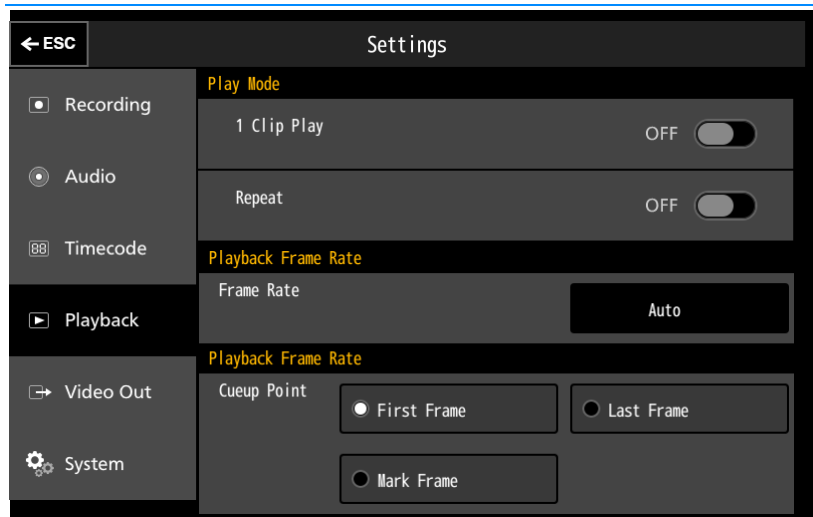 ← ESC
Settings
Recording
Audio
88 Timecode
Playback
Video Out
System
Play Mode
1 Clip Play
OFF
Repeat
OFF
Playback Frame Rate
Frame Rate
Auto
Playback Frame Rate
Cueup Point
First Frame
Last Frame
Mark Frame